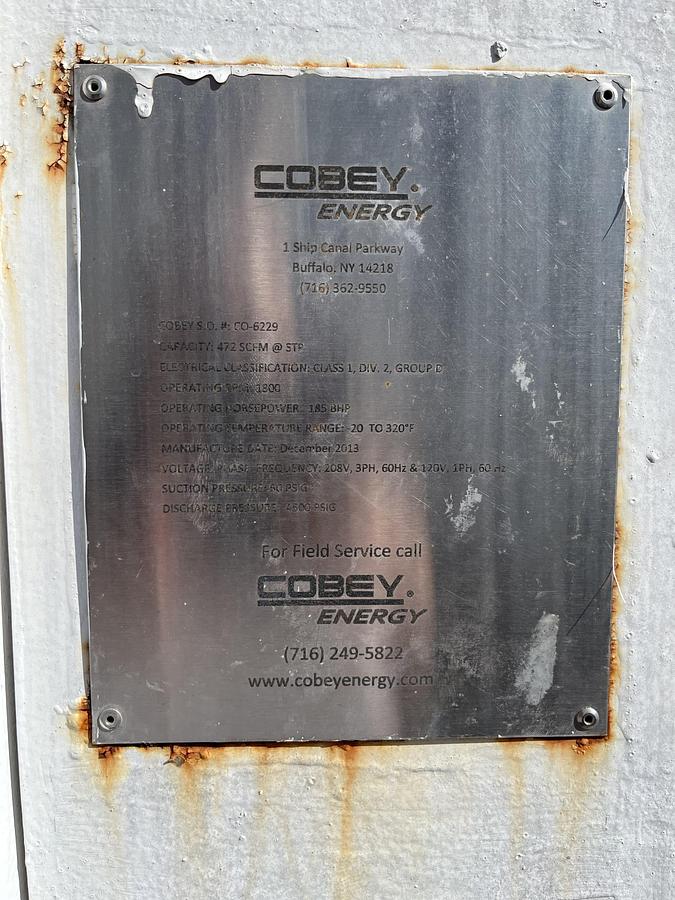 COBEY.
ENERGY
1 Ship Canal Parkway
Buffalo, NY 14218
(716) 362-9550
COBEY S.O. #: CO-6229
CAPACITY: 472 SCFM @ STP
ELECTRICAL CLASSIFICATION: CLASS 1, DIV. 2, GROUP D
OPERATING RPM: 1800
OPERATING HORSEPOWER: 185 BHP
OPERATING TEMPERATURE RANGE: -20 TO 320°F
MANUFACTURE DATE: December 2013
VOLTAGE, PHASE, FREQUENCY: 208V, 3PH, 60Hz & 120V, 1PH, 60 Hz
SUCTION PRESSURE: PSIG
DISCHARGE PRESSURE: PSIG
For Field Service call
COBEY®
ENERGY
(716) 249-5822
www.cobeyenergy.com